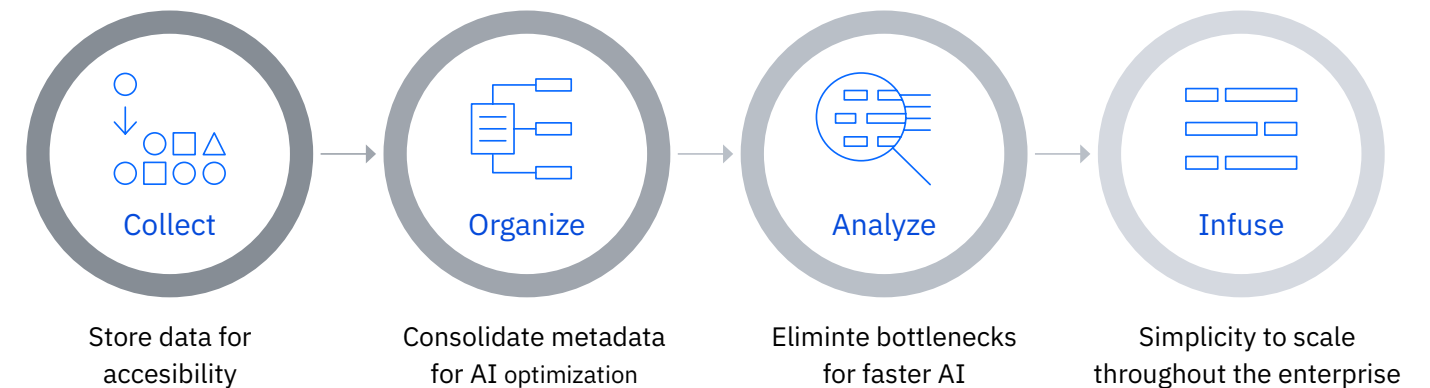 Collect
Organize
Analyze
Infuse
Store data for
accesibility
Consolidate metadata
for AI optimization
Eliminte bottlenecks
for faster AI
Simplicity to scale
throughout the enterprise